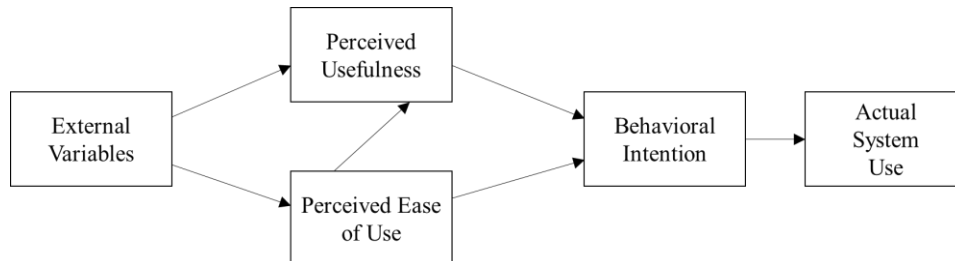 Perceived
Usefulness
External
Variables
Behavioral
Intention
Actual
System
Use
Perceived Ease
of Use